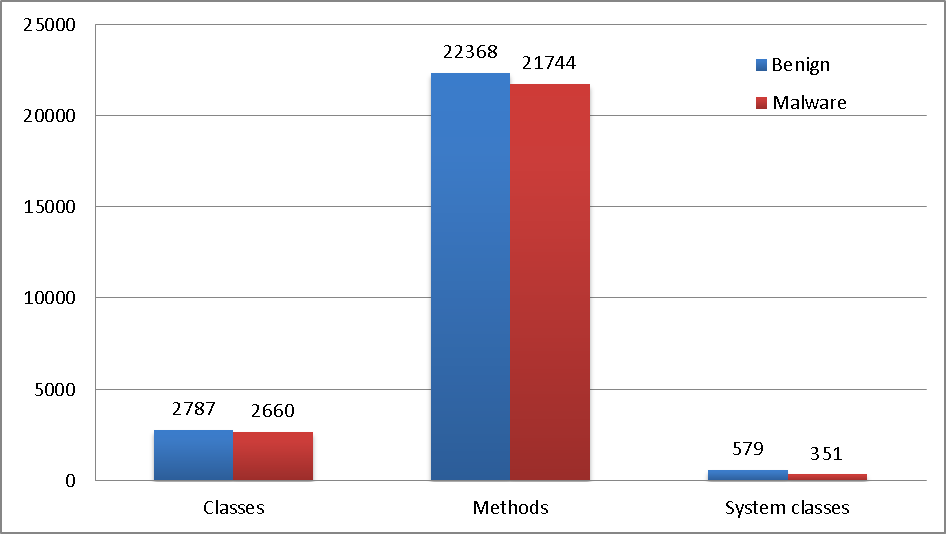 25000
20000
15000
10000
5000
0
22368
21744
2787
2660
579
351
Benign
Malware
Classes
Methods
System classes